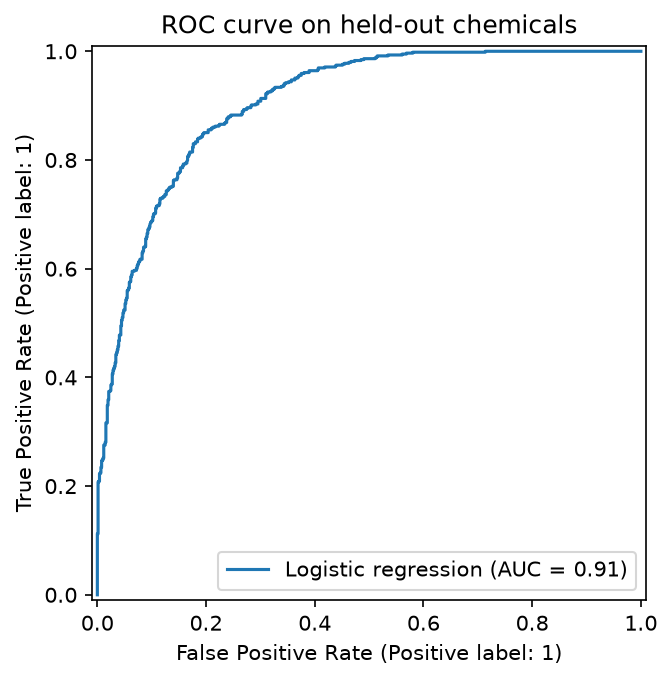 ROC curve on held-out chemicals
True Positive Rate (Positive label: 1)
1.0
0.8
0.6
0.4
0.2
0.0
Logistic regression (AUC = 0.91)
0.0 0.2 0.4 0.6 0.8 1.0
False Positive Rate (Positive label: 1)